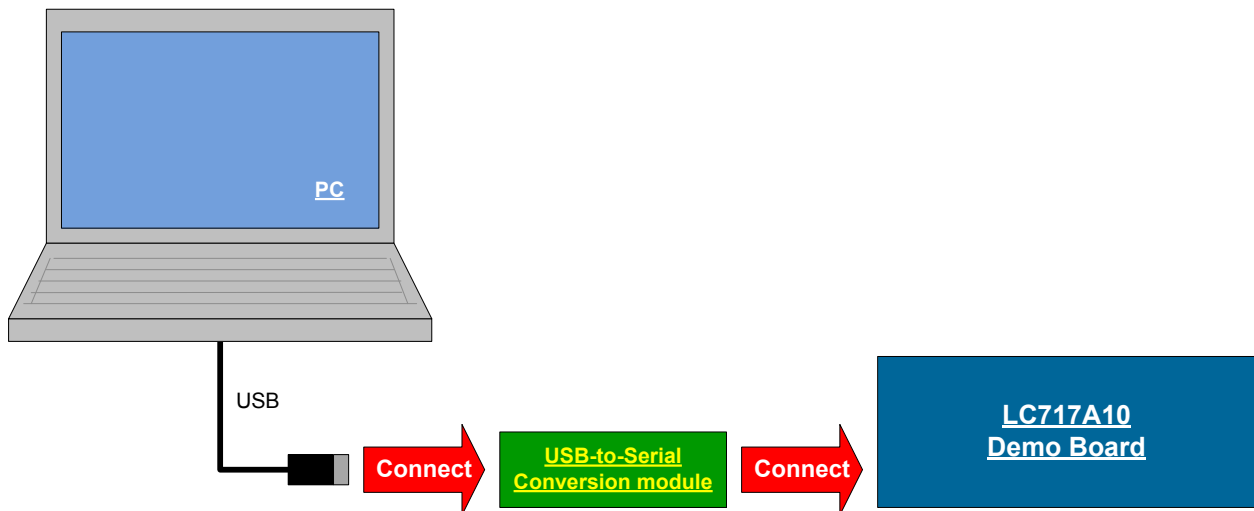 PC
USB
Connect
USB-to-Serial
Conversion module
Connect
LC717A10
Demo Board